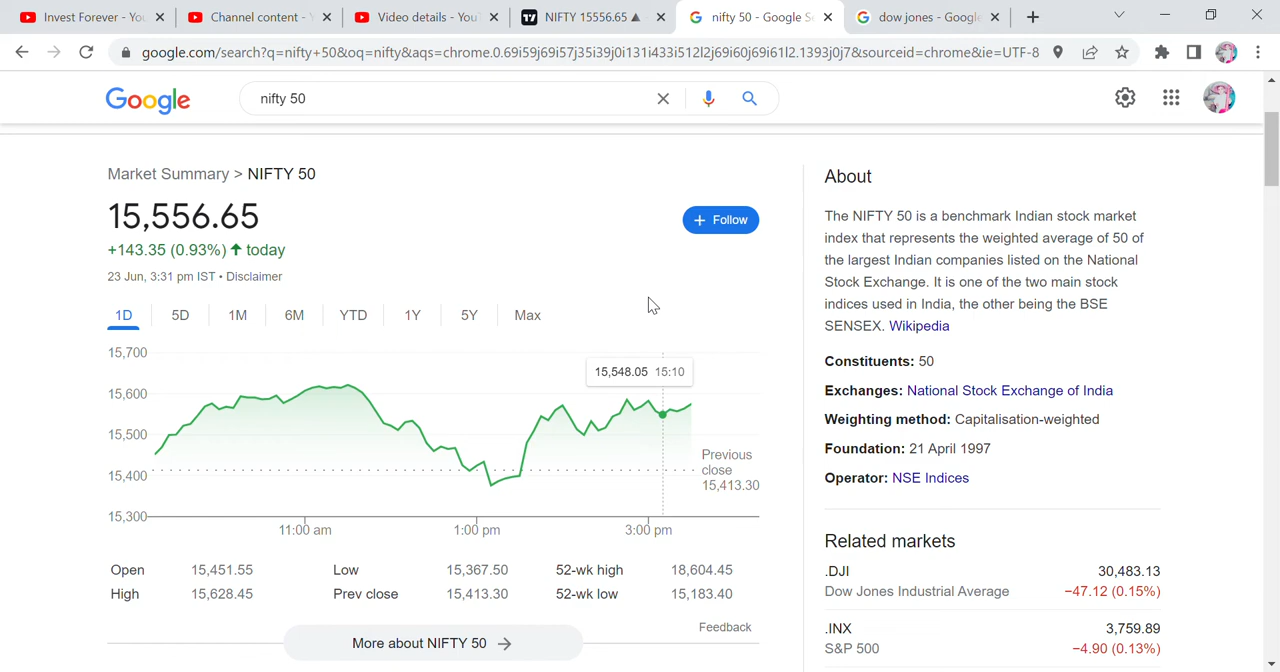 Invest Forever - You
Channel content - Y
Video details - You
NIFTY 15556.65 ▲
nifty 50 - Google S
dow jones - Google
google.com/search?q=nifty+50&oq=nifty&aqs=chrome.0.69i59j69i57j35i39j0i131i433i512l2j69i60j69i61l2.1393j0j7&sourceid=chrome&ie=UTF-8
Google
nifty 50
Market Summary > NIFTY 50
15,556.65
+143.35 (0.93%) ↑ today
23 Jun, 3:31 pm IST • Disclaimer
+ Follow
1D 5D 1M 6M YTD 1Y 5Y Max
15,700
15,600
15,500
15,400
15,300
15,548.05 15:10
Previous
close
15,413.30
11:00 am 1:00 pm 3:00 pm
Open 15,451.55 Low 15,367.50 52-wk high 18,604.45
High 15,628.45 Prev close 15,413.30 52-wk low 15,183.40
Feedback
More about NIFTY 50 →
About
The NIFTY 50 is a benchmark Indian stock market
index that represents the weighted average of 50 of
the largest Indian companies listed on the National
Stock Exchange. It is one of the two main stock
indices used in India, the other being the BSE
SENSEX. Wikipedia
Constituents: 50
Exchanges: National Stock Exchange of India
Weighting method: Capitalisation-weighted
Foundation: 21 April 1997
Operator: NSE Indices
Related markets
.DJI 30,483.13
Dow Jones Industrial Average −47.12 (0.15%)
.INX 3,759.89
S&P 500 −4.90 (0.13%)